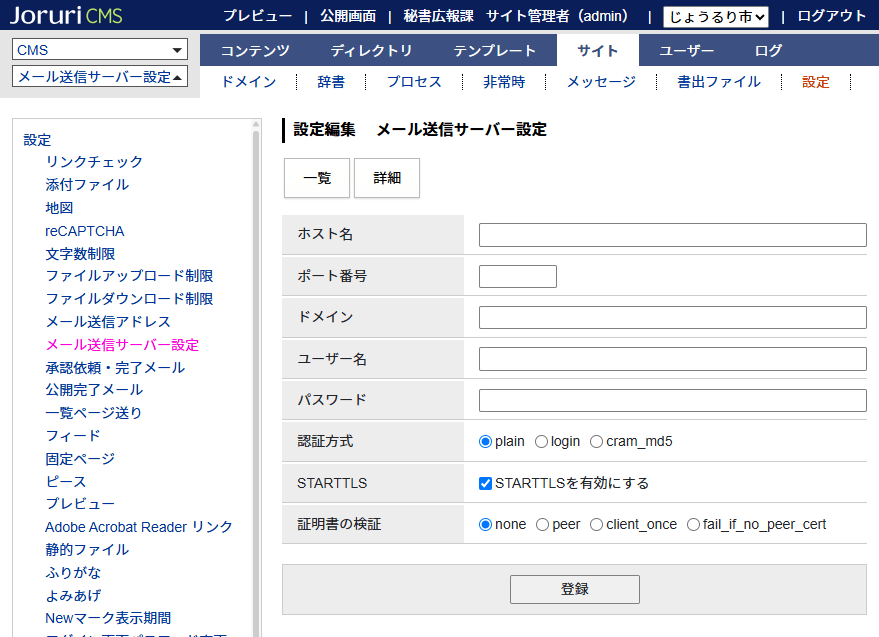 Joruri CMS プレビュー | 公開画面 | 秘書広報課 サイト管理者（admin） | じょうるり市 | ログアウト
CMS
メール送信サーバー設定
コンテンツ ディレクトリ テンプレート サイト ユーザー ログ
ドメイン 辞書 プロセス 非常時 メッセージ 書出ファイル 設定
設定
リンクチェック
添付ファイル
地図
reCAPTCHA
文字数制限
ファイルアップロード制限
ファイルダウンロード制限
メール送信アドレス
メール送信サーバー設定
承認依頼・完了メール
公開完了メール
一覧ページ送り
フィード
固定ページ
ピース
プレビュー
Adobe Acrobat Reader リンク
静的ファイル
ふりがな
よみあげ
Newマーク表示期間
設定編集 メール送信サーバー設定
一覧 詳細
ホスト名
ポート番号
ドメイン
ユーザー名
パスワード
認証方式 plain login cram_md5
STARTTLS STARTTLSを有効にする
証明書の検証 none peer client_once fail_if_no_peer_cert
登録